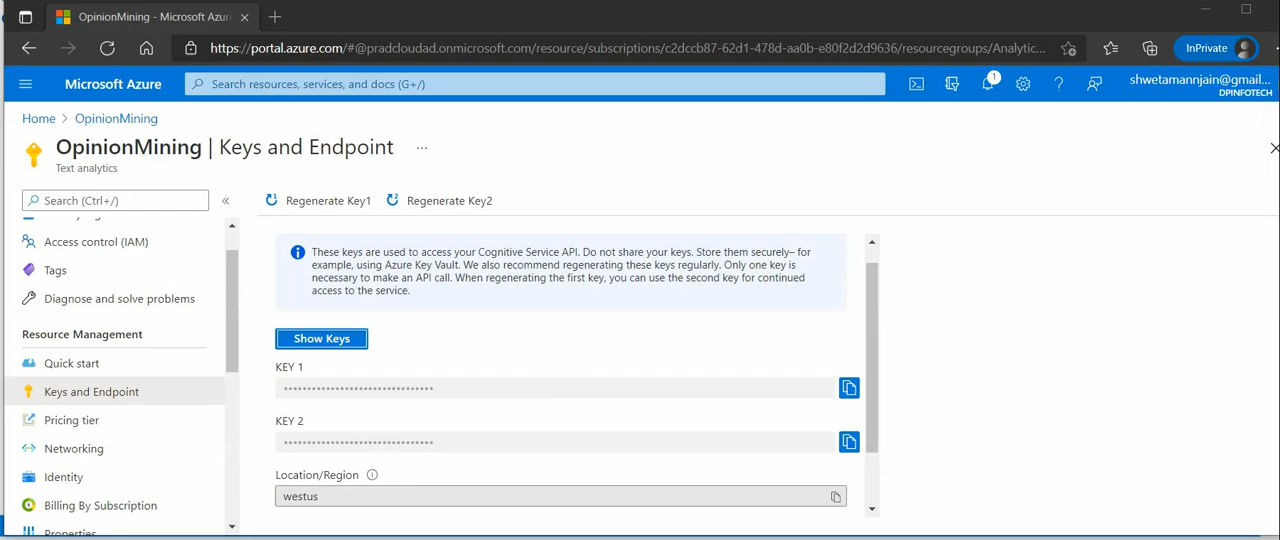 OpinionMining - Microsoft Azur
https://portal.azure.com/#@pradcloudad.onmicrosoft.com/resource/subscriptions/c2dccb87-62d1-478d-aa0b-e80f2d2d9636/resourcegroups/Analytic...
InPrivate
Microsoft Azure
Search resources, services, and docs (G+/)
1
shwetamannjain@gmail...
DPINFOTECH
Home > OpinionMining
OpinionMining | Keys and Endpoint ...
Text analytics
Search (Ctrl+/)
«
Regenerate Key1
Regenerate Key2
Access control (IAM)
Tags
Diagnose and solve problems
Resource Management
Quick start
Keys and Endpoint
Pricing tier
Networking
Identity
Billing By Subscription
Properties
These keys are used to access your Cognitive Service API. Do not share your keys. Store them securely– for
example, using Azure Key Vault. We also recommend regenerating these keys regularly. Only one key is
necessary to make an API call. When regenerating the first key, you can use the second key for continued
access to the service.
Show Keys
KEY 1
••••••••••••••••••••••••••••••••
KEY 2
••••••••••••••••••••••••••••••••
Location/Region
westus